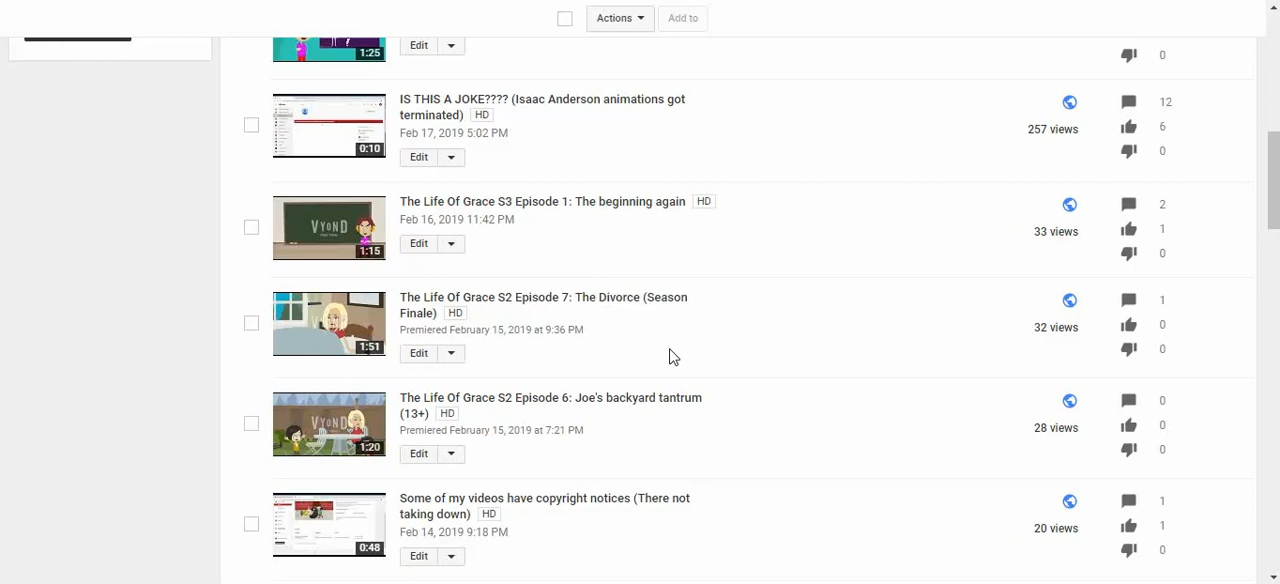 Actions Add to
1:25 Edit 0
IS THIS A JOKE???? (Isaac Anderson animations got 12
terminated) HD 257 views 6
Feb 17, 2019 5:02 PM
0:10 Edit 0
The Life Of Grace S3 Episode 1: The beginning again HD 2
Feb 16, 2019 11:42 PM 33 views 1
VYOND
1:15 Edit 0
The Life Of Grace S2 Episode 7: The Divorce (Season 1
Finale) HD 32 views 0
Premiered February 15, 2019 at 9:36 PM
1:51 Edit 0
The Life Of Grace S2 Episode 6: Joe's backyard tantrum 0
(13+) HD 28 views 0
VYOND Premiered February 15, 2019 at 7:21 PM
1:20 Edit 0
Some of my videos have copyright notices (There not 1
taking down) HD 20 views 1
Feb 14, 2019 9:18 PM
0:48 Edit 0